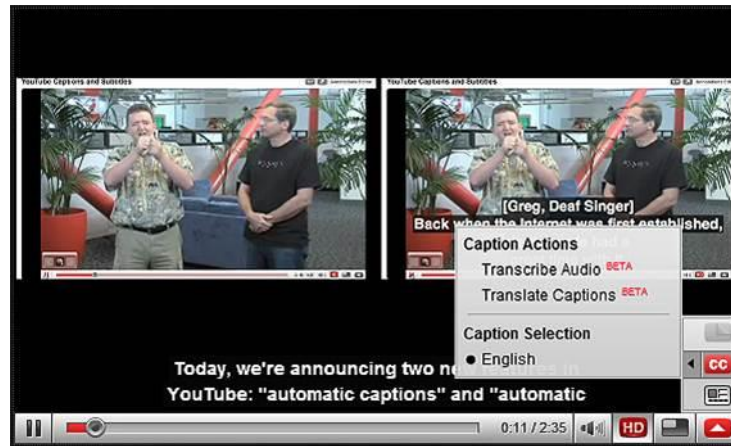 YouTube Captions and Subtitles
YouTube Captions and Subtitles
[Greg, Deaf Singer]
Back when the Internet was first established,
had a
Caption Actions
Transcribe Audio BETA
Translate Captions BETA
Caption Selection
English
CC
Today, we're announcing two new features in
YouTube: "automatic captions" and "automatic
0:11 / 2:35
HD